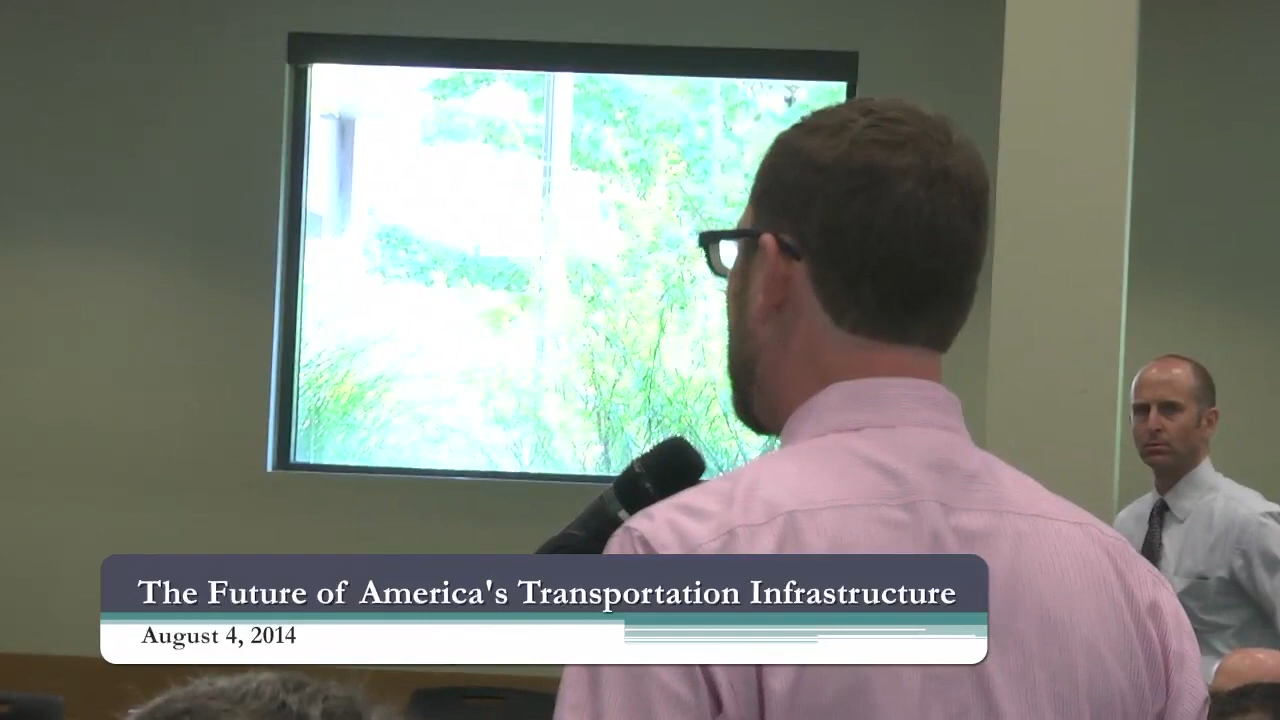 The Future of America's Transportation Infrastructure
August 4, 2014